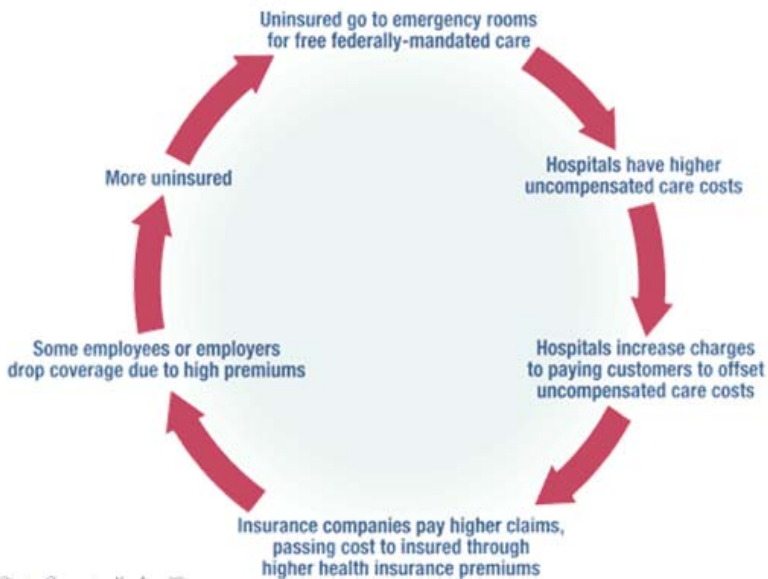 Uninsured go to emergency rooms
for free federally-mandated care
Hospitals have higher
uncompensated care costs
Hospitals increase charges
to paying customers to offset
uncompensated care costs
Insurance companies pay higher claims,
passing cost to insured through
higher health insurance premiums
Some employees or employers
drop coverage due to high premiums
More uninsured